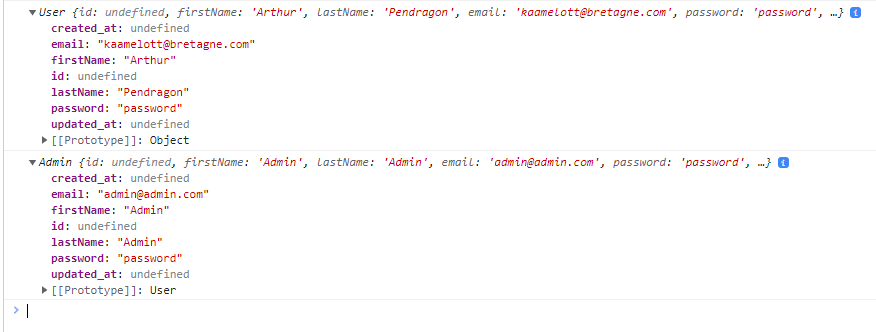 ▼User {id: undefined, firstName: 'Arthur', lastName: 'Pendragon', email: 'kaamelott@bretagne.com', password: 'password', …} i
created_at: undefined
email: "kaamelott@bretagne.com"
firstName: "Arthur"
id: undefined
lastName: "Pendragon"
password: "password"
updated_at: undefined
▶[[Prototype]]: Object
▼Admin {id: undefined, firstName: 'Admin', lastName: 'Admin', email: 'admin@admin.com', password: 'password', …} i
created_at: undefined
email: "admin@admin.com"
firstName: "Admin"
id: undefined
lastName: "Admin"
password: "password"
updated_at: undefined
▶[[Prototype]]: User
>